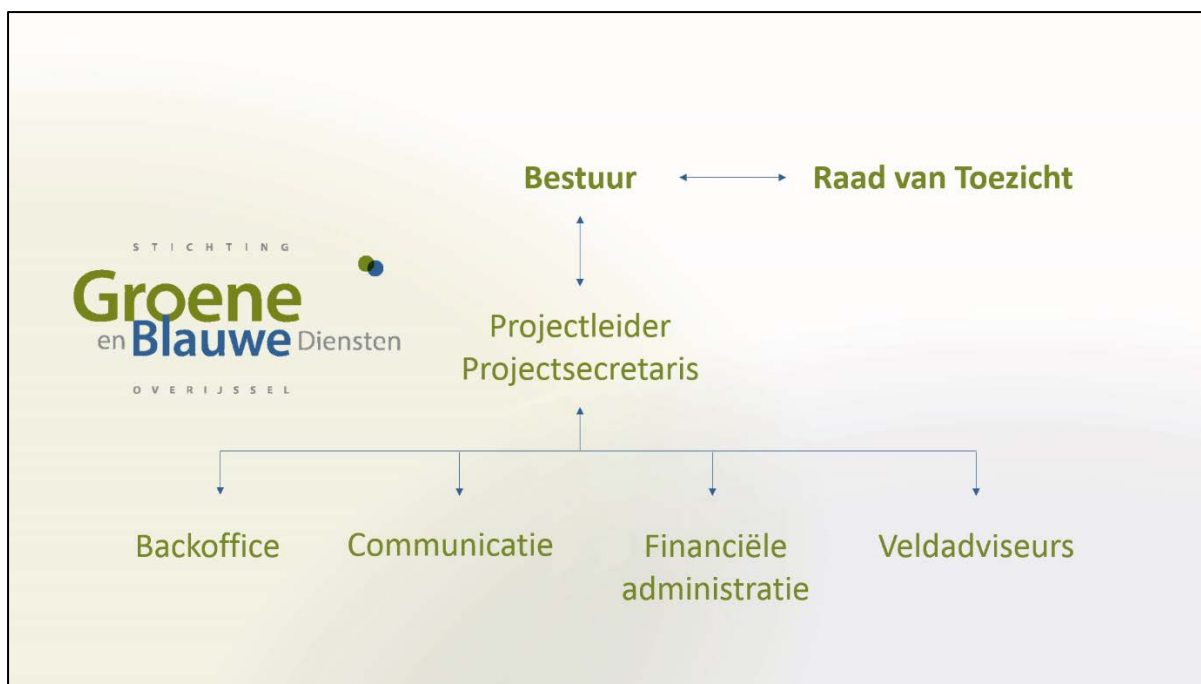 Bestuur
Raad van Toezicht
STICHTING
Groene
en Blauwe Diensten
OVERIJSSEL
Projectleider
Projectsecretaris
Backoffice
Communicatie
Financiële
administratie
Veldadviseurs